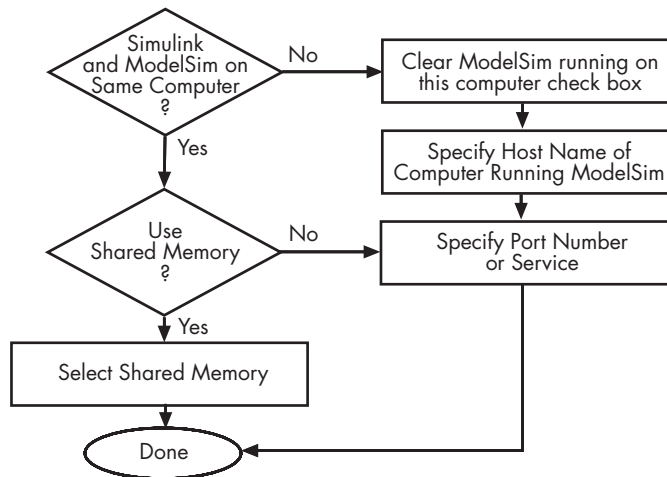 Simulink
and ModelSim on
Same Computer
?
No
Clear ModelSim running on
this computer check box
Yes
Specify Host Name of
Computer Running ModelSim
Use
Shared Memory
?
No
Specify Port Number
or Service
Yes
Select Shared Memory
Done